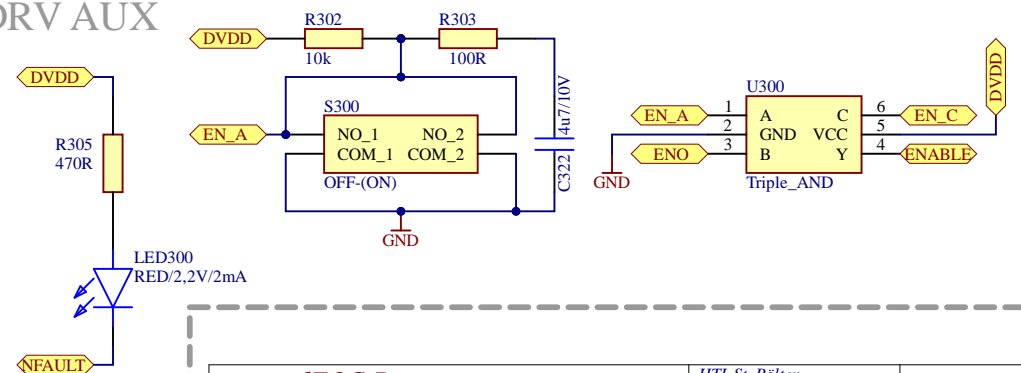 DRV AUX
DVDD
R305
470R
LED300
RED/2,2V/2mA
NFAULT
DVDD
R302
10k
R303
100R
4u7/10V
C322
EN_A
S300
NO_1 NO_2
COM_1 COM_2
OFF-(ON)
GND
U300
EN_A 1 A C 6 EN_C
2 GND VCC 5
ENO 3 B Y 4 ENABLE
Triple_AND
GND
DVDD